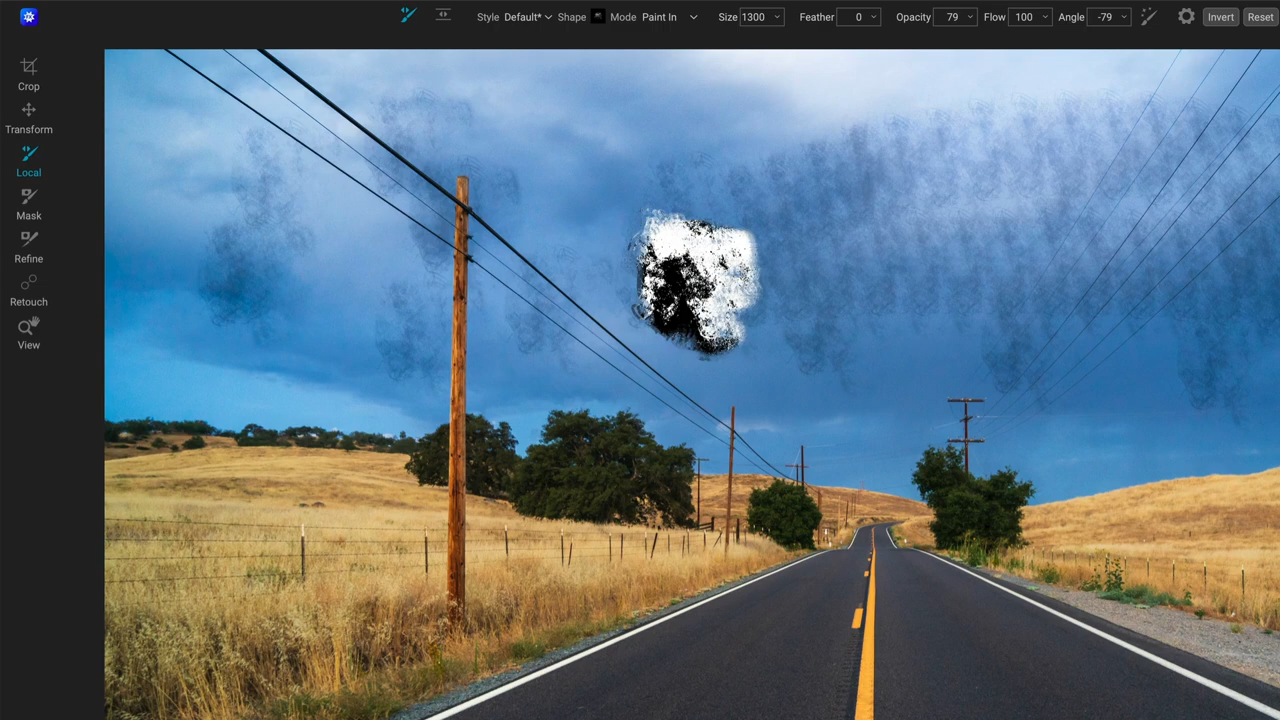 Style Default* Shape Mode Paint In Size 1300 Feather 0 Opacity 79 Flow 100 Angle -79 Invert Reset
Crop
Transform
Local
Mask
Refine
Retouch
View